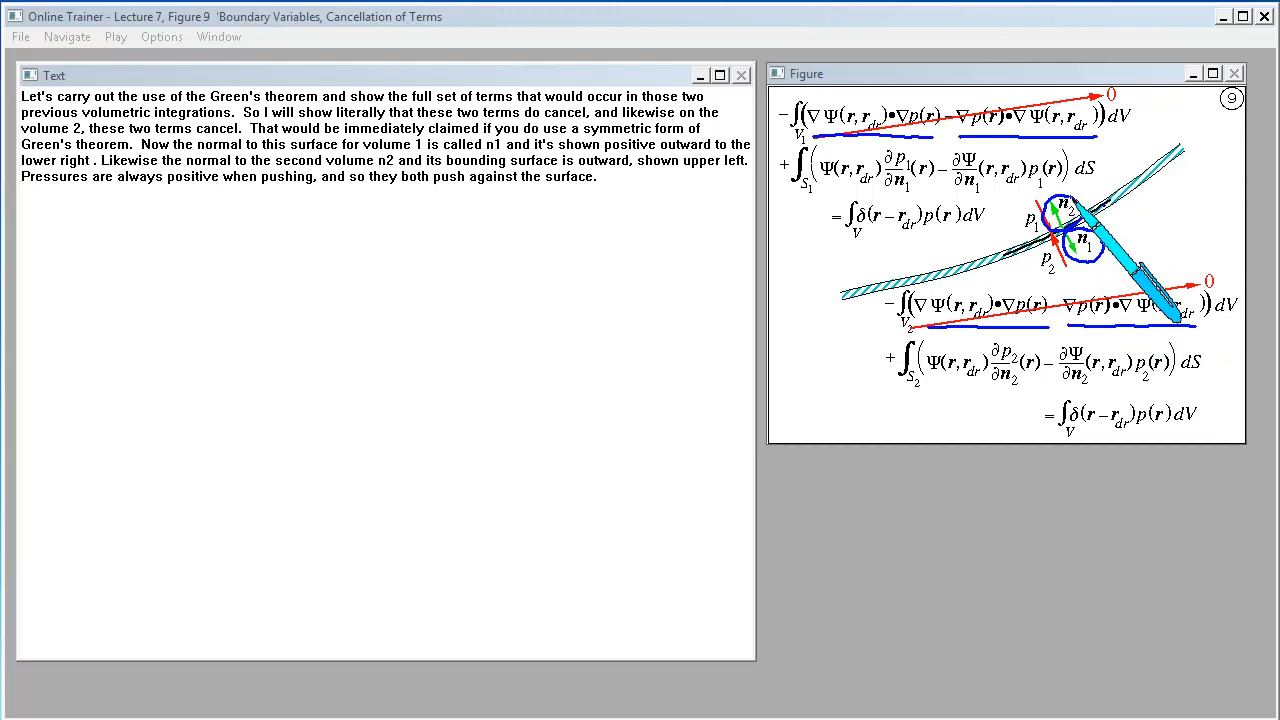 Online Trainer - Lecture 7, Figure 9 'Boundary Variables, Cancellation of Terms
File Navigate Play Options Window
Text
Let's carry out the use of the Green's theorem and show the full set of terms that would occur in those two
previous volumetric integrations. So I will show literally that these two terms do cancel, and likewise on the
volume 2, these two terms cancel. That would be immediately claimed if you do use a symmetric form of
Green's theorem. Now the normal to this surface for volume 1 is called n1 and it's shown positive outward to the
lower right . Likewise the normal to the second volume n2 and its bounding surface is outward, shown upper left.
Pressures are always positive when pushing, and so they both push against the surface.
Figure
9
0
−∫V1(∇Ψ(r, rdr)•∇p(r) − ∇p(r)•∇Ψ(r, rdr))dV
+∫S1(Ψ(r, rdr) ∂p1/∂n1 (r) − ∂Ψ/∂n1 (r, rdr)p1(r)) dS
=∫Vδ(r − rdr)p(r)dV
p1
n2
n1
p2
0
−∫V2(∇Ψ(r, rdr)•∇p(r) ∇p(r)•∇Ψ( rdr))dV
+∫S2(Ψ(r, rdr) ∂p2/∂n2 (r) − ∂Ψ/∂n2 (r, rdr)p2(r)) dS
=∫Vδ(r − rdr)p(r)dV